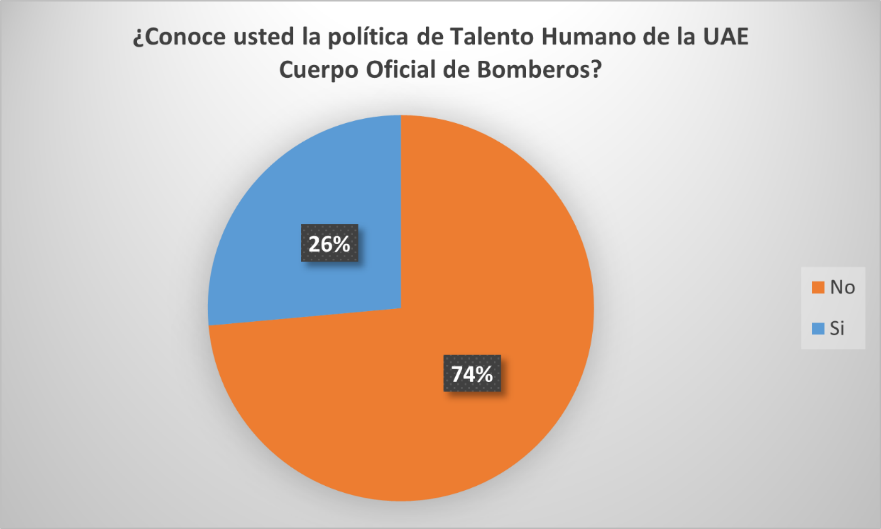 ¿Conoce usted la política de Talento Humano de la UAE
Cuerpo Oficial de Bomberos?
26%
74%
No
Si